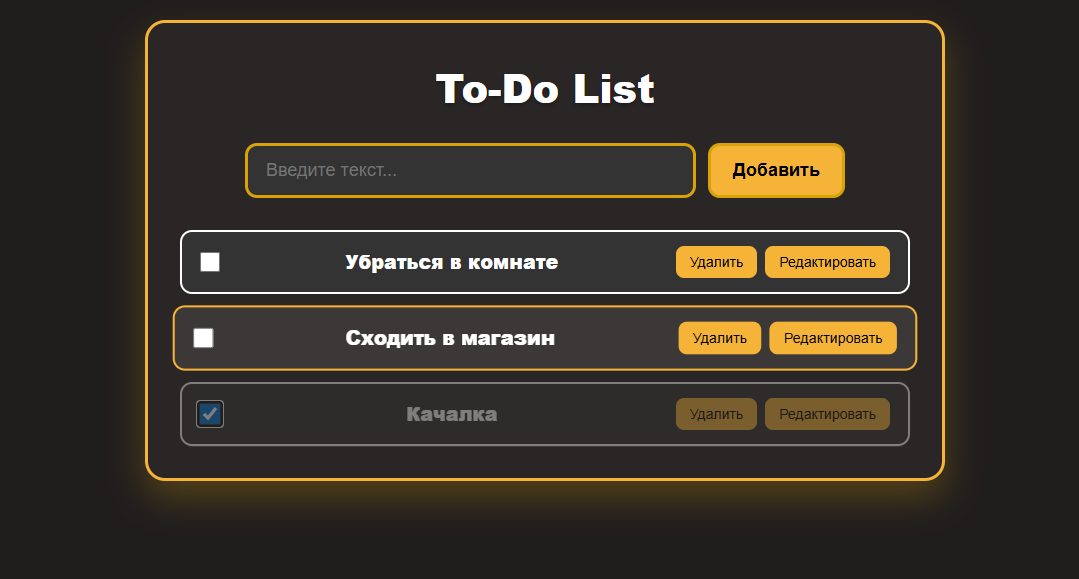 To-Do List
Введите текст... Добавить
Убраться в комнате Удалить Редактировать
Сходить в магазин Удалить Редактировать
Качалка Удалить Редактировать